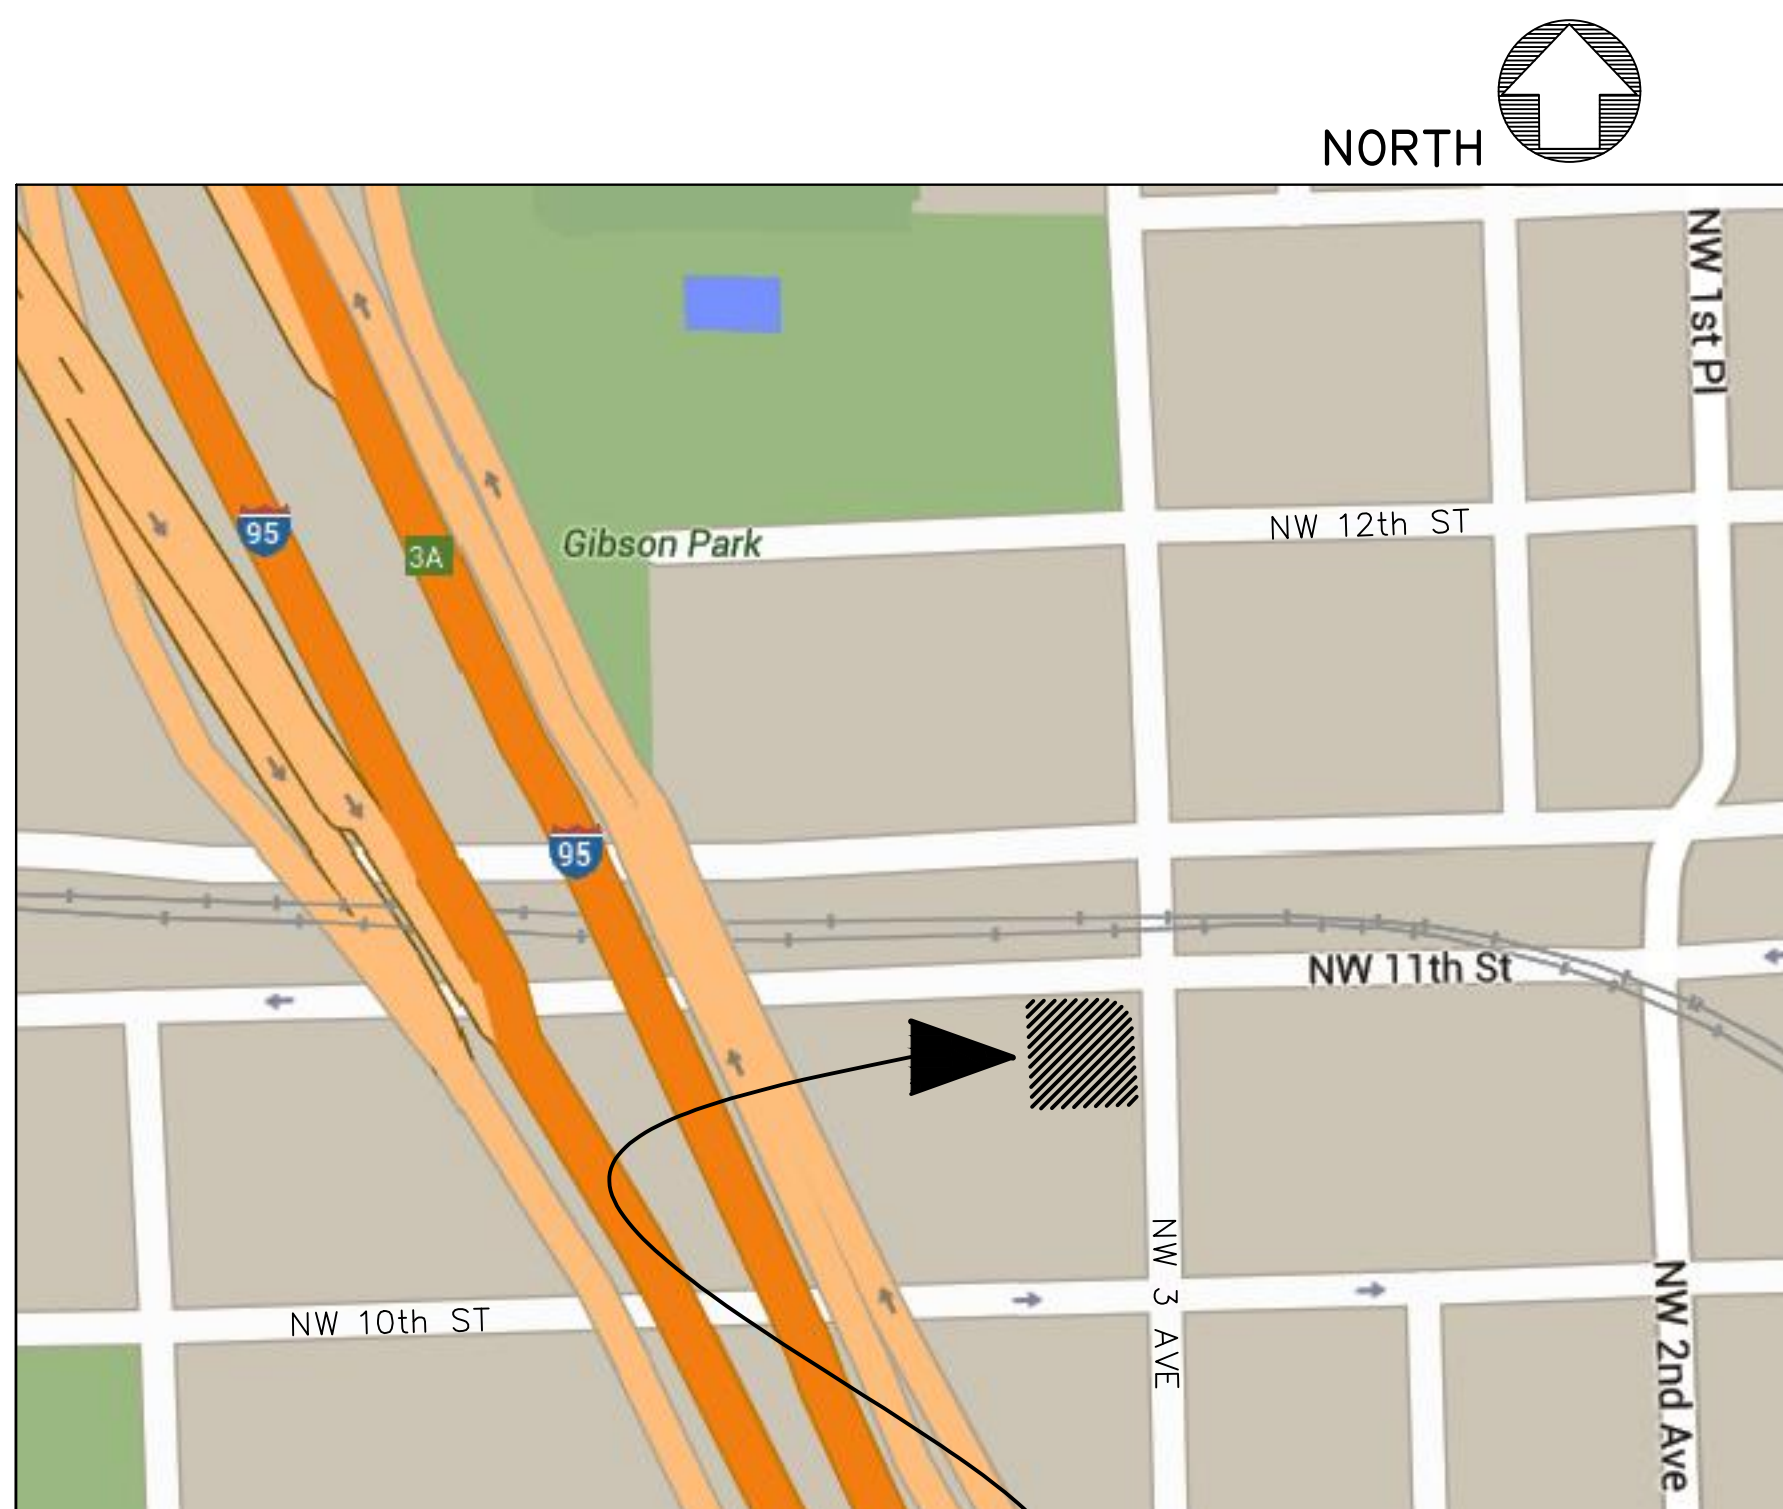 NORTH
NW 1st Pl
95
3A
Gibson Park
NW 12th ST
95
NW 11th St
NW 10th ST
NW 3 AVE
NW 2nd Ave